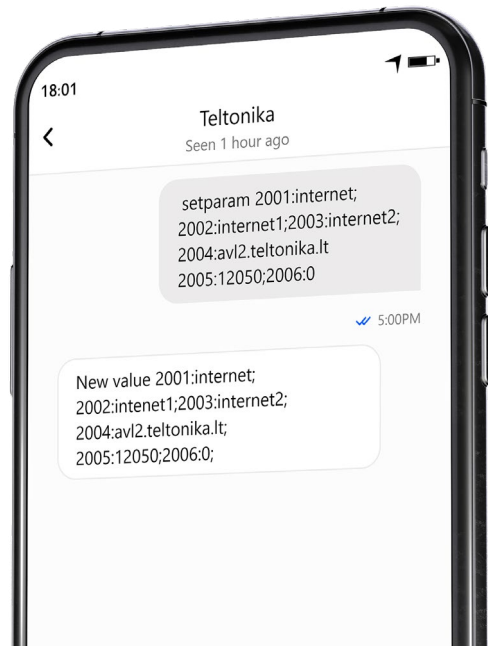 18:01
Teltonika
Seen 1 hour ago
setparam 2001:internet;
2002:internet1;2003:internet2;
2004:avl2.teltonika.lt
2005:12050;2006:0
5:00PM
New value 2001:internet;
2002:intenet1;2003:internet2;
2004:avl2.teltonika.lt;
2005:12050;2006:0;